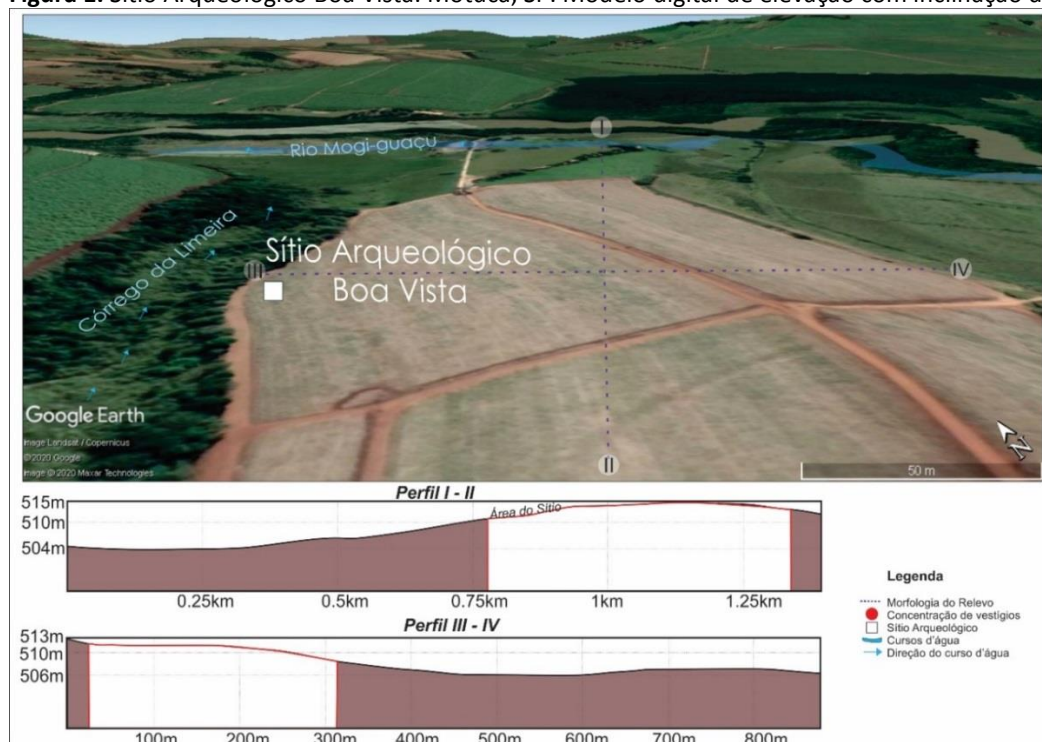 Figura 2. Sítio Arqueológico Boa Vista. Motuca, SP. Modelo digital de elevação com inclinação
I
Rio Mogi-guaçu
Córrego da Limeira
Sítio Arqueológico
III
IV
Boa Vista
Google Earth
Image Landsat / Copernicus
©2020 Google
Image © 2020 Maxar Technologies
II
N
50 m
Perfil I - II
515m
510m
504m
Área do Sítio
0.25km 0.5km 0.75km 1km 1.25km
Perfil III - IV
513m
510m
506m
100m 200m 300m 400m 500m 600m 700m 800m
Legenda
Morfologia do Relevo
Concentração de vestígios
Sítio Arqueológico
Cursos d'água
Direção do curso d'água